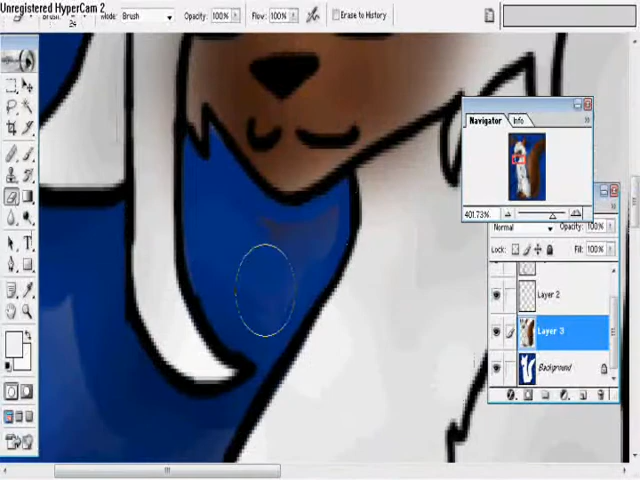 Unregistered HyperCam 2
Mode: Brush Opacity: 100% Flow: 100% Erase to History
24
Navigator Info
401.73%
Normal Opacity: 100%
Lock: Fill: 100%
Layer 2
Layer 3
Background